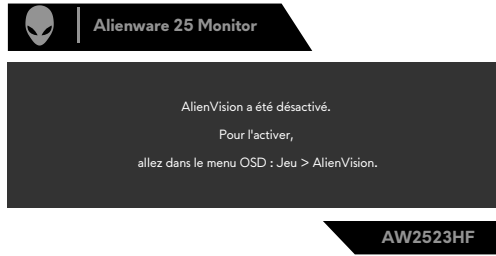 Alienware 25 Monitor
AlienVision a été désactivé.
Pour l'activer,
allez dans le menu OSD : Jeu > AlienVision.
AW2523HF